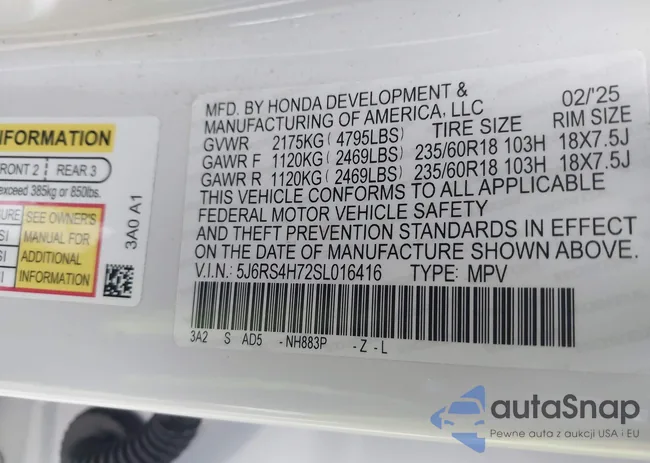 INFORMATION
FRONT 2 REAR 3
exceed 385kg or 850lbs.
SEE OWNER'S
MANUAL FOR
ADDITIONAL
INFORMATION
3A0 A1
MFD. BY HONDA DEVELOPMENT &
MANUFACTURING OF AMERICA, LLC 02/'25
GVWR 2175KG ( 4795LBS) TIRE SIZE RIM SIZE
GAWR F 1120KG ( 2469LBS) 235/60R18 103H 18X7.5J
GAWR R 1120KG ( 2469LBS) 235/60R18 103H 18X7.5J
THIS VEHICLE CONFORMS TO ALL APPLICABLE
FEDERAL MOTOR VEHICLE SAFETY
AND THEFT PREVENTION STANDARDS IN EFFECT
ON THE DATE OF MANUFACTURE SHOWN ABOVE.
V.I.N.: 5J6RS4H72SL016416 TYPE: MPV
3A2 S AD5 -NH883P -Z-L
autaSnap
Pewne auta z aukcji USA i EU